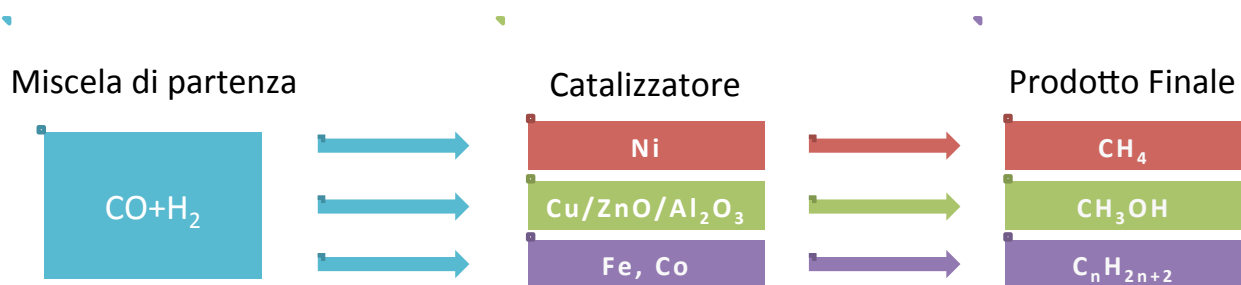 Miscela di partenza
Catalizzatore
Prodotto Finale
CO+H₂
Ni
CH₄
Cu/ZnO/Al₂O₃
CH₃OH
Fe, Co
CₙH₂ₙ₊₂